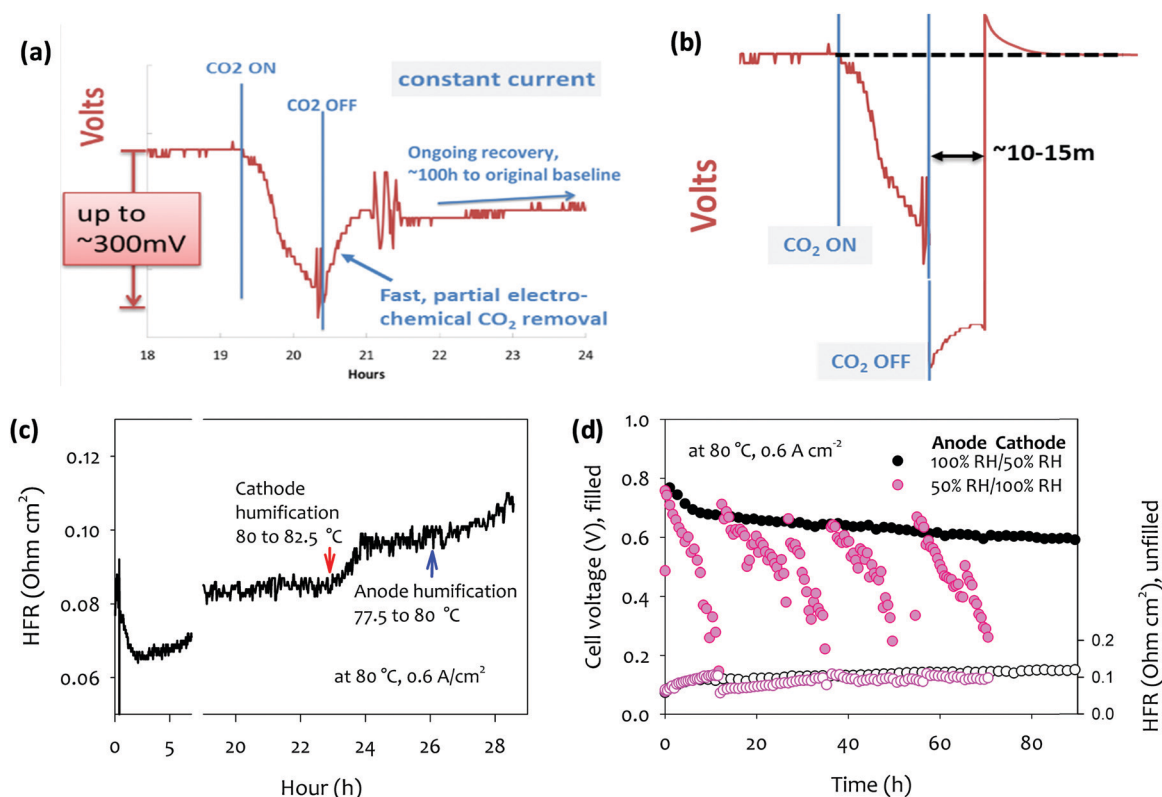 (a)
CO2 ON
constant current
CO2 OFF
Volts
Ongoing recovery,
~100h to original baseline
up to
~300mV
Fast, partial electro-
chemical CO₂ removal
18
19
20
21
22
23
24
Hours
(b)
~10-15m
Volts
CO₂ ON
CO₂ OFF
(c)
0.12
0.10
0.08
0.06
HFR (Ohm cm²)
Cathode
humification
80 to 82.5 °C
Anode humification
77.5 to 80 °C
at 80 °C, 0.6 A/cm²
0
5
20
22
24
26
28
Hour (h)
(d)
1.0
0.8
0.6
0.4
0.2
0.0
Cell voltage (V), filled
at 80 °C, 0.6 A cm⁻²
Anode Cathode
100% RH/50% RH
50% RH/100% RH
0.2
0.1
0.0
HFR (Ohm cm²), unfilled
0
20
40
60
80
Time (h)